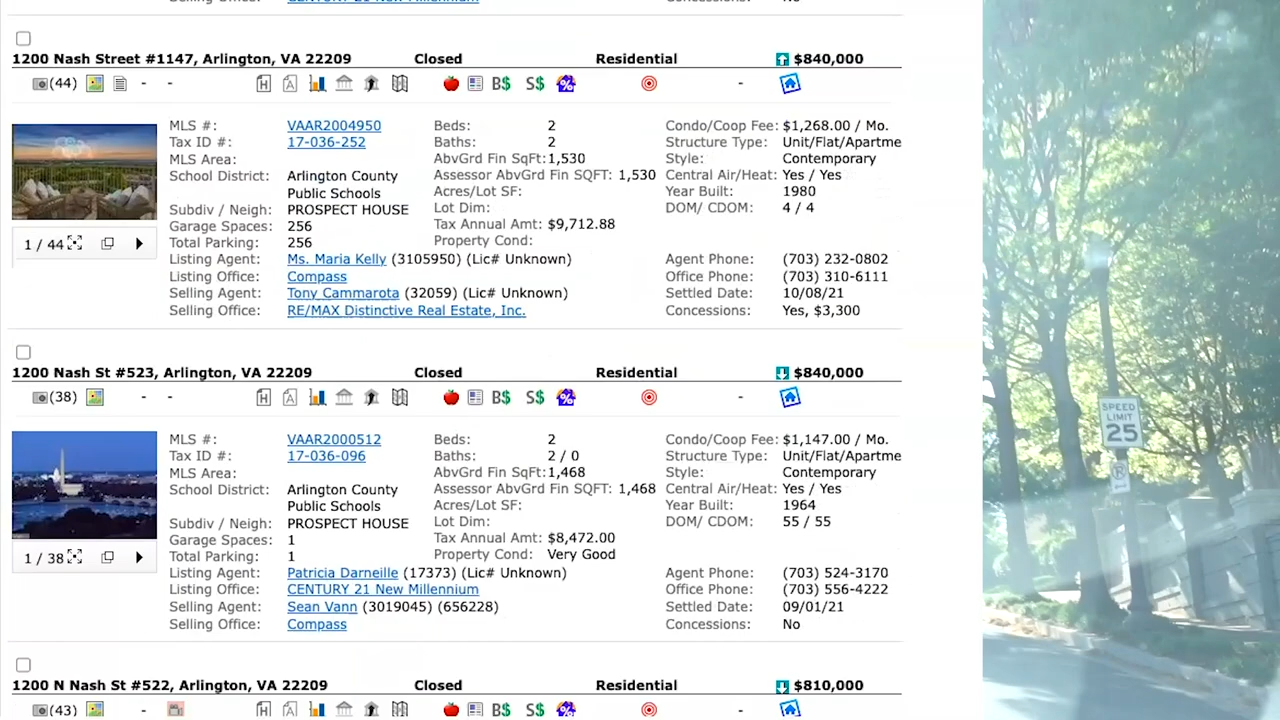 1200 Nash Street #1147, Arlington, VA 22209 Closed Residential $840,000
(44) - - B$ S$ % -
MLS #: VAAR2004950 Beds: 2 Condo/Coop Fee: $1,268.00 / Mo.
Tax ID #: 17-036-252 Baths: 2 Structure Type: Unit/Flat/Apartme
MLS Area: AbvGrd Fin SqFt: 1,530 Style: Contemporary
School District: Arlington County Public Schools Assessor AbvGrd Fin SQFT: 1,530 Central Air/Heat: Yes / Yes
Acres/Lot SF: Year Built: 1980
Subdiv / Neigh: PROSPECT HOUSE Lot Dim: DOM/ CDOM: 4 / 4
Garage Spaces: 256 Tax Annual Amt: $9,712.88
Total Parking: 256 Property Cond:
1 / 44
Listing Agent: Ms. Maria Kelly (3105950) (Lic# Unknown) Agent Phone: (703) 232-0802
Listing Office: Compass Office Phone: (703) 310-6111
Selling Agent: Tony Cammarota (32059) (Lic# Unknown) Settled Date: 10/08/21
Selling Office: RE/MAX Distinctive Real Estate, Inc. Concessions: Yes, $3,300
1200 Nash St #523, Arlington, VA 22209 Closed Residential $840,000
(38) - - B$ S$ % -
MLS #: VAAR2000512 Beds: 2 Condo/Coop Fee: $1,147.00 / Mo.
Tax ID #: 17-036-096 Baths: 2 / 0 Structure Type: Unit/Flat/Apartme
MLS Area: AbvGrd Fin SqFt: 1,468 Style: Contemporary
School District: Arlington County Public Schools Assessor AbvGrd Fin SQFT: 1,468 Central Air/Heat: Yes / Yes
Acres/Lot SF: Year Built: 1964
Subdiv / Neigh: PROSPECT HOUSE Lot Dim: DOM/ CDOM: 55 / 55
Garage Spaces: 1 Tax Annual Amt: $8,472.00
Total Parking: 1 Property Cond: Very Good
1 / 38
Listing Agent: Patricia Darneille (17373) (Lic# Unknown) Agent Phone: (703) 524-3170
Listing Office: CENTURY 21 New Millennium Office Phone: (703) 556-4222
Selling Agent: Sean Vann (3019045) (656228) Settled Date: 09/01/21
Selling Office: Compass Concessions: No
1200 N Nash St #522, Arlington, VA 22209 Closed Residential $810,000
(43) - B$ S$ % -
SPEED
LIMIT
25